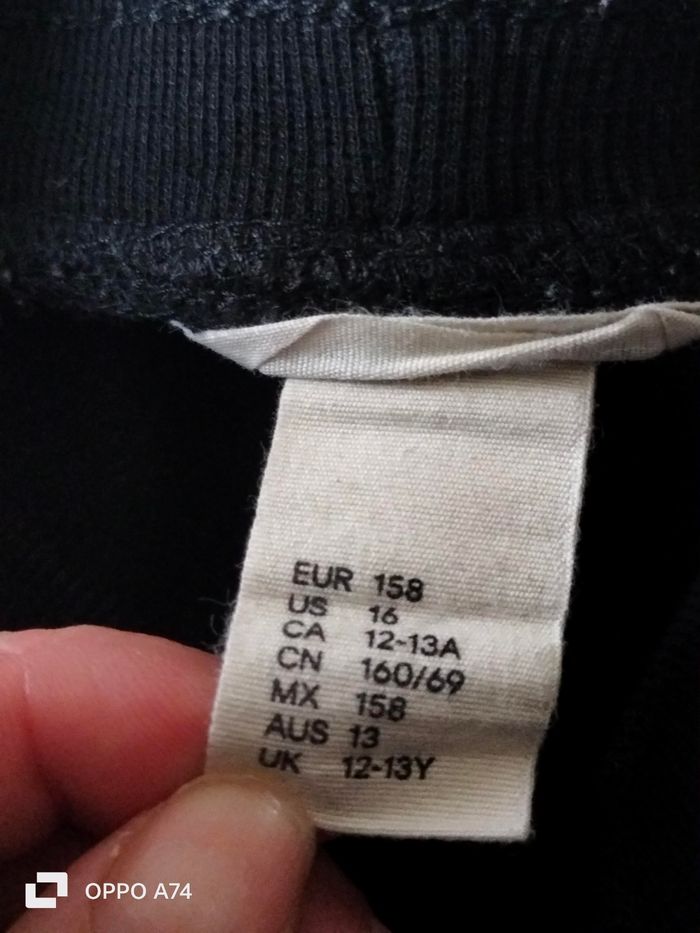 EUR 158
US 16
CA 12-13A
CN 160/69
MX 158
AUS 13
UK 12-13Y
OPPO A74